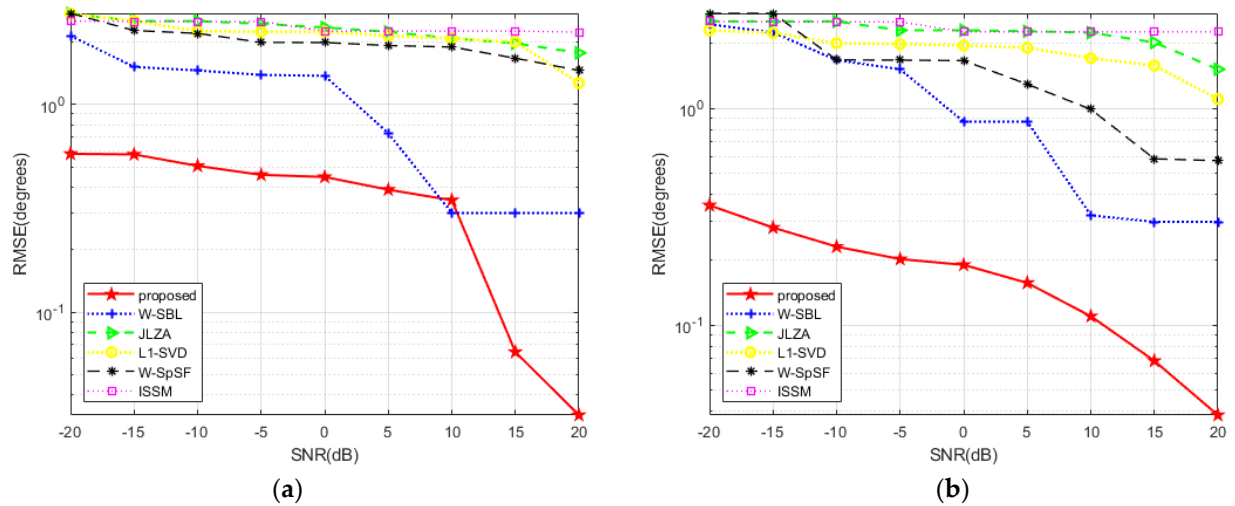 10^0
10^-1
RMSE(degrees)
proposed
W-SBL
JLZA
L1-SVD
W-SpSF
ISSM
-20 -15 -10 -5 0 5 10 15 20
SNR(dB)
(a)
10^0
10^-1
RMSE(degrees)
proposed
W-SBL
JLZA
L1-SVD
W-SpSF
ISSM
-20 -15 -10 -5 0 5 10 15 20
SNR(dB)
(b)